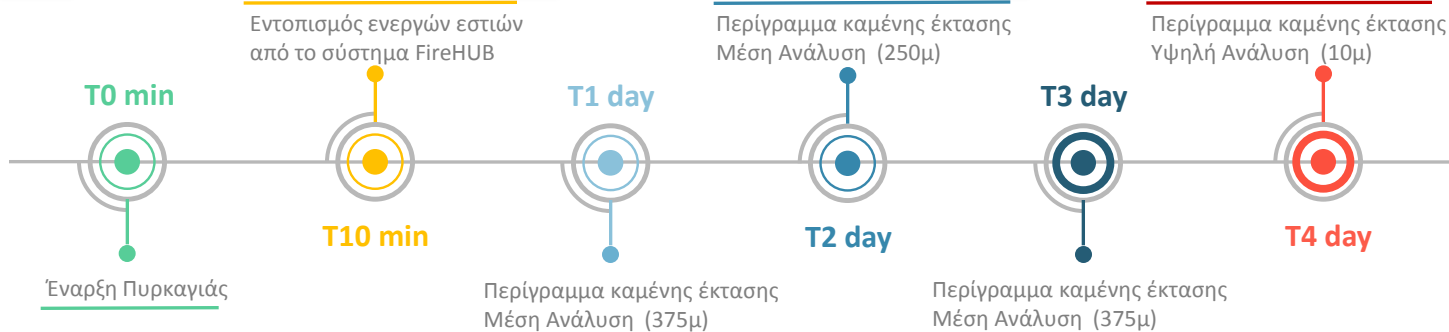 Εντοπισμός ενεργών εστιών
από το σύστημα FireHUB
Περίγραμμα καμένης έκτασης
Μέση Ανάλυση (250μ)
Περίγραμμα καμένης έκτασης
Υψηλή Ανάλυση (10μ)
T0 min
T1 day
T3 day
T10 min
T2 day
T4 day
Έναρξη Πυρκαγιάς
Περίγραμμα καμένης έκτασης
Μέση Ανάλυση (375μ)
Περίγραμμα καμένης έκτασης
Μέση Ανάλυση (375μ)